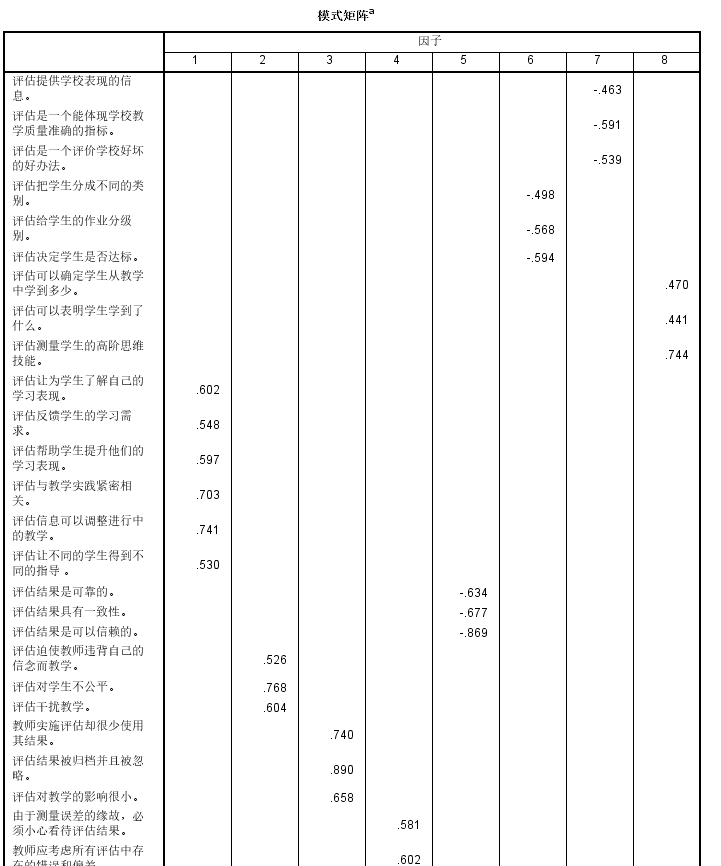 模式矩阵a
因子
1 2 3 4 5 6 7 8
评估提供学校表现的信
息。 -.463
评估是一个能体现学校教
学质量准确的指标。 -.591
评估是一个评价学校好坏
的好办法。 -.539
评估把学生分成不同的类
别。 -.498
评估给学生的作业分级
别。 -.568
评估决定学生是否达标。 -.594
评估可以确定学生从教学
中学到多少。 .470
评估可以表明学生学到了
什么。 .441
评估测量学生的高阶思维
技能。 .744
评估让为学生了解自己的
学习表现。 .602
评估反馈学生的学习需
求。 .548
评估帮助学生提升他们的
学习表现。 .597
评估与教学实践紧密相
关。 .703
评估信息可以调整进行中
的教学。 .741
评估让不同的学生得到不
同的指导 。 .530
评估结果是可靠的。 -.634
评估结果具有一致性。 -.677
评估结果是可以信赖的。 -.869
评估迫使教师违背自己的
信念而教学。 .526
评估对学生不公平。 .768
评估干扰教学。 .604
教师实施评估却很少使用
其结果。 .740
评估结果被归档并且被忽
略。 .890
评估对教学的影响很小。 .658
由于测量误差的缘故，必
须小心看待评估结果。 .581
教师应考虑所有评估中存
在的错误和偏差 .602